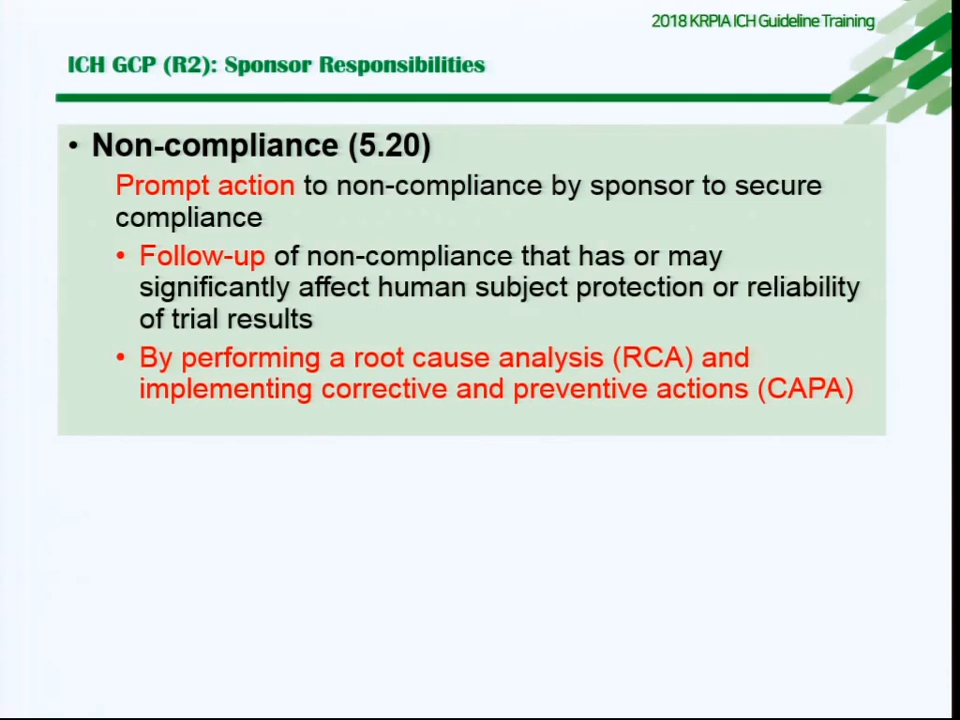 2018 KRPIA ICH Guideline Training
ICH GCP (R2): Sponsor Responsibilities
• Non-compliance (5.20)
Prompt action to non-compliance by sponsor to secure
compliance
• Follow-up of non-compliance that has or may
significantly affect human subject protection or reliability
of trial results
• By performing a root cause analysis (RCA) and
implementing corrective and preventive actions (CAPA)